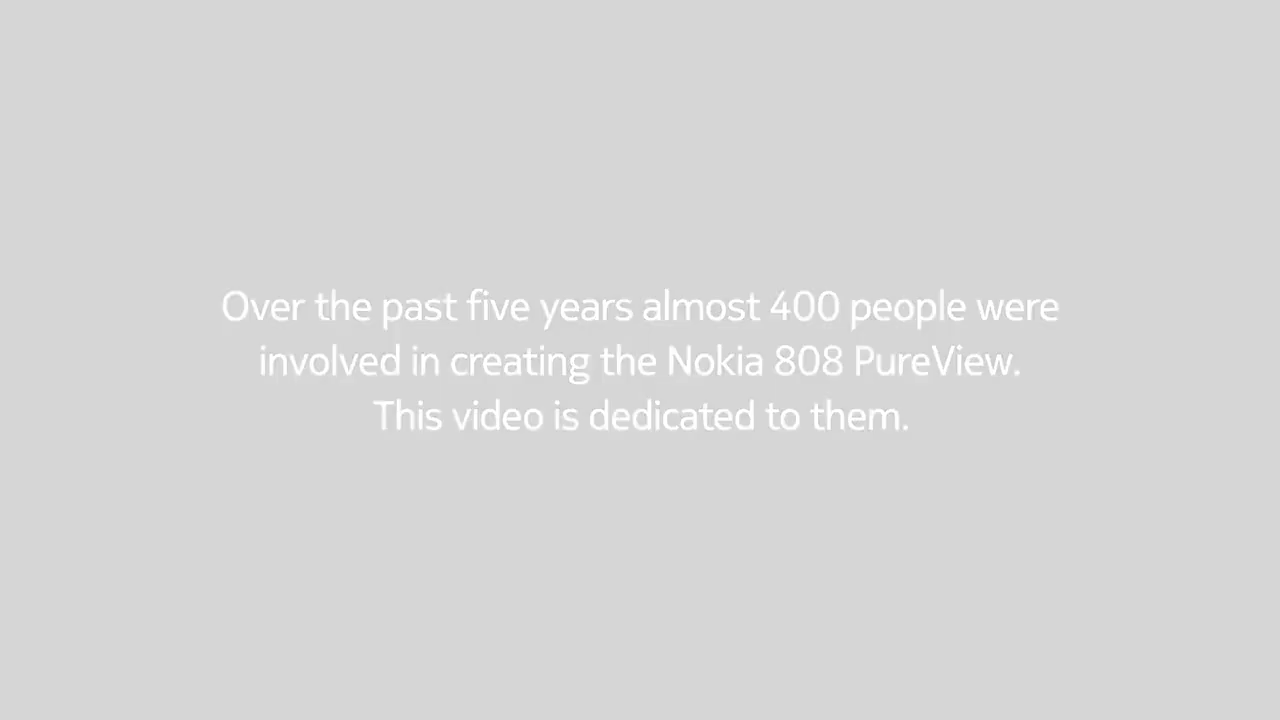 Over the past five years almost 400 people were
involved in creating the Nokia 808 PureView.
This video is dedicated to them.